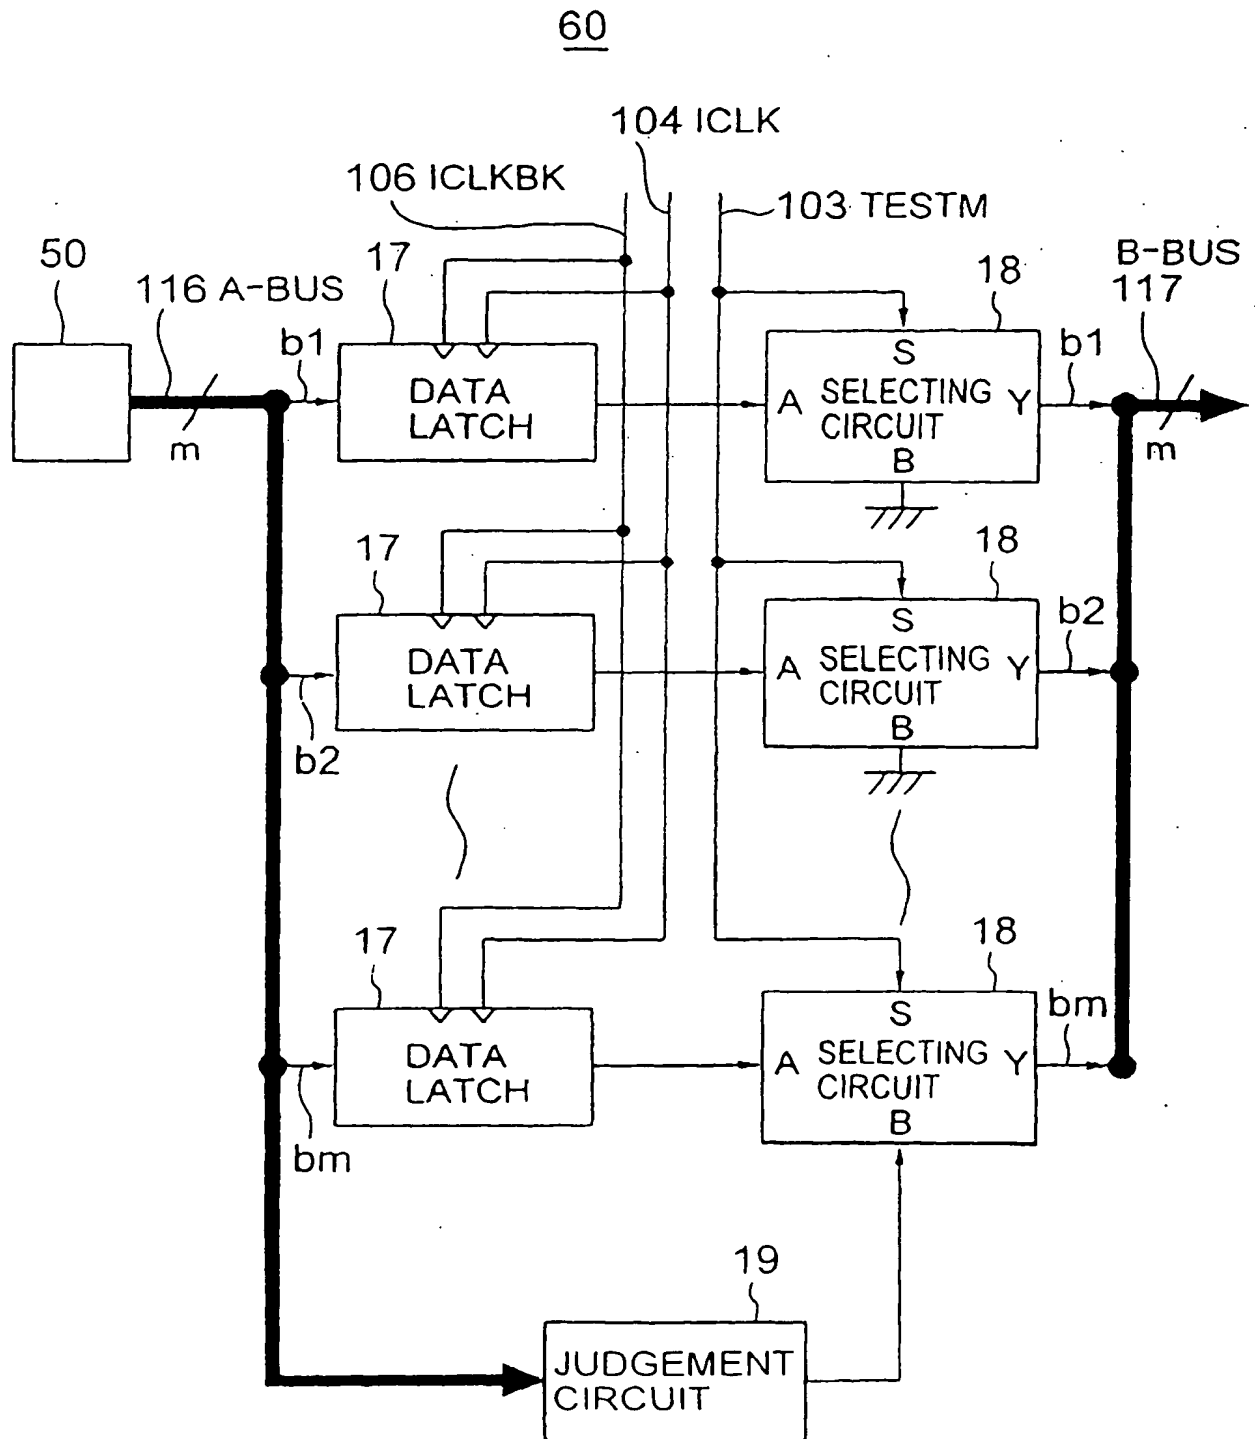 60
104 ICLK
106 ICLKBK
103 TESTM
50
116 A-BUS
17
18
B-BUS
117
b1
DATA
LATCH
S
A SELECTING Y
CIRCUIT
B
b1
m
m
17
18
b2
DATA
LATCH
S
A SELECTING Y
CIRCUIT
B
b2
17
18
bm
DATA
LATCH
S
A SELECTING Y
CIRCUIT
B
bm
19
JUDGEMENT
CIRCUIT